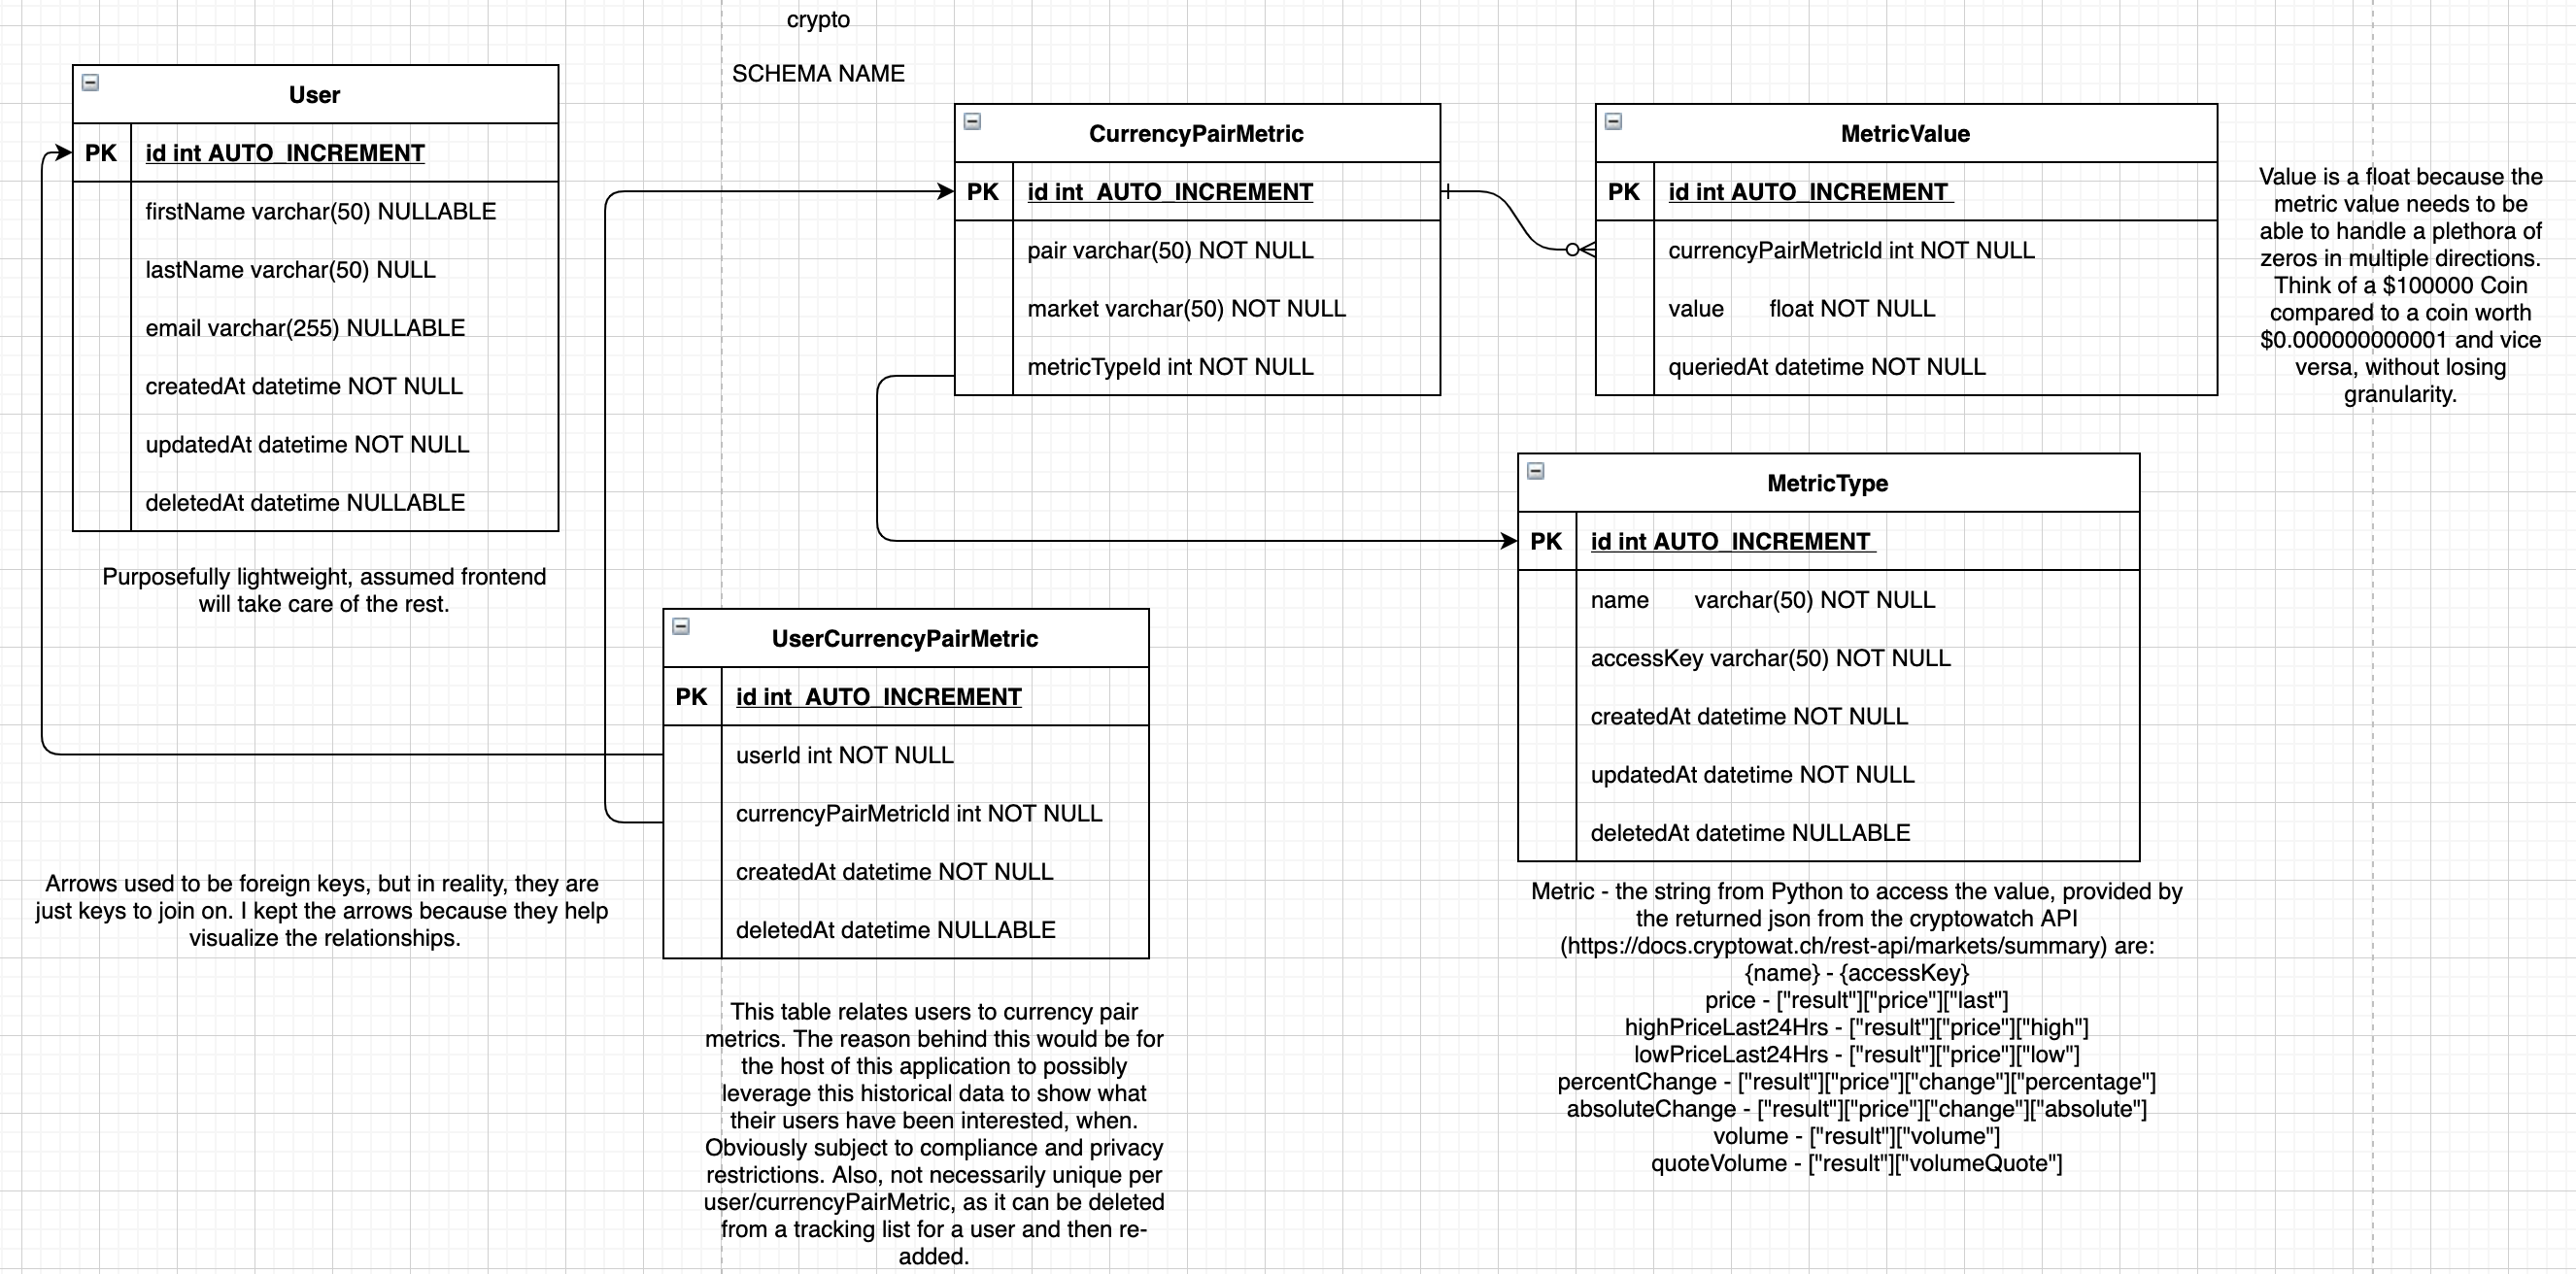 crypto
SCHEMA NAME
User
PK id int AUTO_INCREMENT
firstName varchar(50) NULLABLE
lastName varchar(50) NULL
email varchar(255) NULLABLE
createdAt datetime NOT NULL
updatedAt datetime NOT NULL
deletedAt datetime NULLABLE
Purposefully lightweight, assumed frontend
will take care of the rest.
CurrencyPairMetric
PK id int AUTO_INCREMENT
pair varchar(50) NOT NULL
market varchar(50) NOT NULL
metricTypeId int NOT NULL
MetricValue
PK id int AUTO_INCREMENT
currencyPairMetricId int NOT NULL
value float NOT NULL
queriedAt datetime NOT NULL
Value is a float because the
metric value needs to be
able to handle a plethora of
zeros in multiple directions.
Think of a $100000 Coin
compared to a coin worth
$0.000000000001 and vice
versa, without losing
granularity.
MetricType
PK id int AUTO_INCREMENT
name varchar(50) NOT NULL
accessKey varchar(50) NOT NULL
createdAt datetime NOT NULL
updatedAt datetime NOT NULL
deletedAt datetime NULLABLE
UserCurrencyPairMetric
PK id int AUTO_INCREMENT
userId int NOT NULL
currencyPairMetricId int NOT NULL
createdAt datetime NOT NULL
deletedAt datetime NULLABLE
Arrows used to be foreign keys, but in reality, they are
just keys to join on. I kept the arrows because they help
visualize the relationships.
This table relates users to currency pair
metrics. The reason behind this would be for
the host of this application to possibly
leverage this historical data to show what
their users have been interested, when.
Obviously subject to compliance and privacy
restrictions. Also, not necessarily unique per
user/currencyPairMetric, as it can be deleted
from a tracking list for a user and then re-
added.
Metric - the string from Python to access the value, provided by
the returned json from the cryptowatch API
(https://docs.cryptowat.ch/rest-api/markets/summary) are:
{name} - {accessKey}
price - ["result"]["price"]["last"]
highPriceLast24Hrs - ["result"]["price"]["high"]
lowPriceLast24Hrs - ["result"]["price"]["low"]
percentChange - ["result"]["price"]["change"]["percentage"]
absoluteChange - ["result"]["price"]["change"]["absolute"]
volume - ["result"]["volume"]
quoteVolume - ["result"]["volumeQuote"]